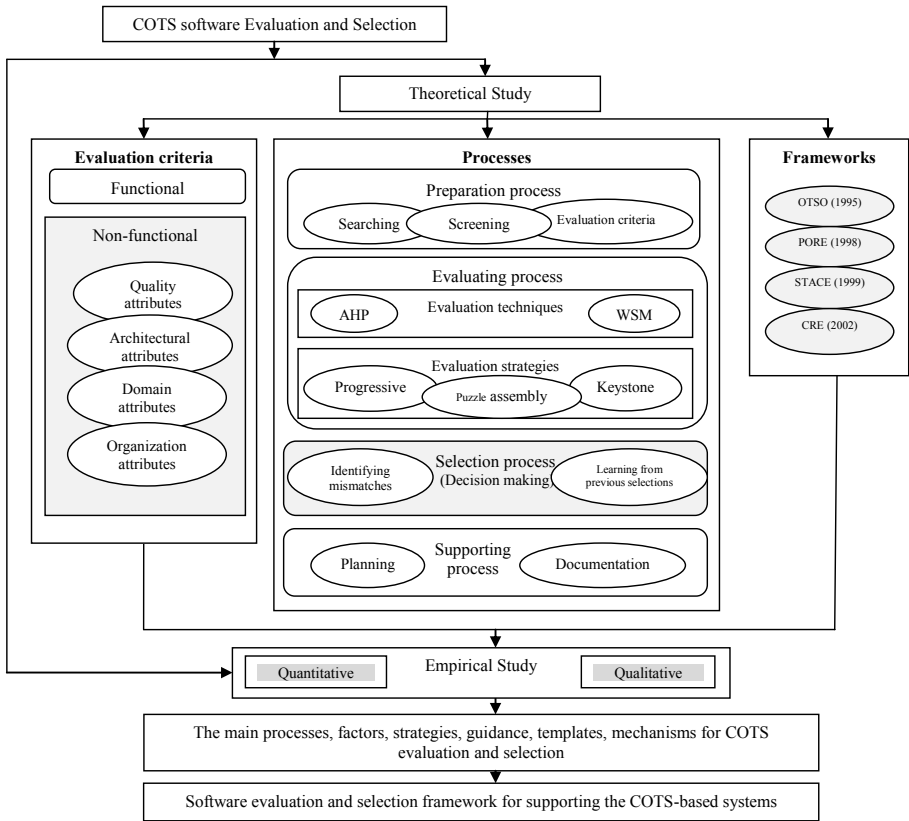 COTS software Evaluation and Selection
Theoretical Study
Evaluation criteria
Functional
Non-functional
Quality
attributes
Architectural
attributes
Domain
attributes
Organization
attributes
Processes
Preparation process
Searching
Screening
Evaluation criteria
Evaluating process
Evaluation techniques
AHP
WSM
Evaluation strategies
Progressive
Puzzle assembly
Keystone
Selection process
(Decision making)
Identifying
mismatches
Learning from
previous selections
Supporting
process
Planning
Documentation
Frameworks
OTSO (1995)
PORE (1998)
STACE (1999)
CRE (2002)
Empirical Study
Quantitative
Qualitative
The main processes, factors, strategies, guidance, templates, mechanisms for COTS
evaluation and selection
Software evaluation and selection framework for supporting the COTS-based systems